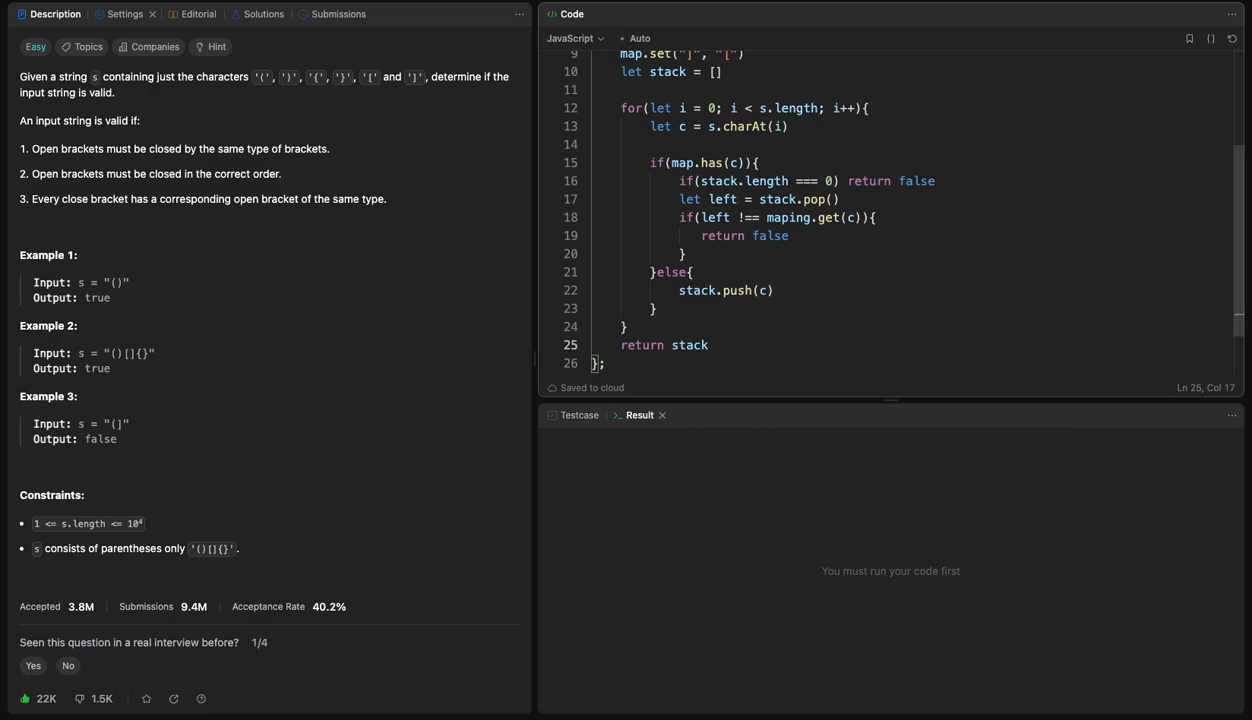 Description
Settings
Editorial
Solutions
Submissions
Easy
Topics
Companies
Hint
Given a string s containing just the characters '(', ')', '{', '}', '[' and ']', determine if the
input string is valid.
An input string is valid if:
1. Open brackets must be closed by the same type of brackets.
2. Open brackets must be closed in the correct order.
3. Every close bracket has a corresponding open bracket of the same type.
Example 1:
Input: s = "()"
Output: true
Example 2:
Input: s = "()[]{}"
Output: true
Example 3:
Input: s = "(]"
Output: false
Constraints:
1 <= s.length <= 10⁴
s consists of parentheses only '()[]{}'.
Accepted 3.8M
Submissions 9.4M
Acceptance Rate 40.2%
Seen this question in a real interview before? 1/4
Yes
No
22K
1.5K
</> Code
JavaScript
Auto
9 map.set("]", "[")
10 let stack = []
11
12 for(let i = 0; i < s.length; i++){
13 let c = s.charAt(i)
14
15 if(map.has(c)){
16 if(stack.length === 0) return false
17 let left = stack.pop()
18 if(left !== maping.get(c)){
19 return false
20 }
21 }else{
22 stack.push(c)
23 }
24 }
25 return stack
26 };
Saved to cloud
Ln 25, Col 17
Testcase
>_ Result
You must run your code first